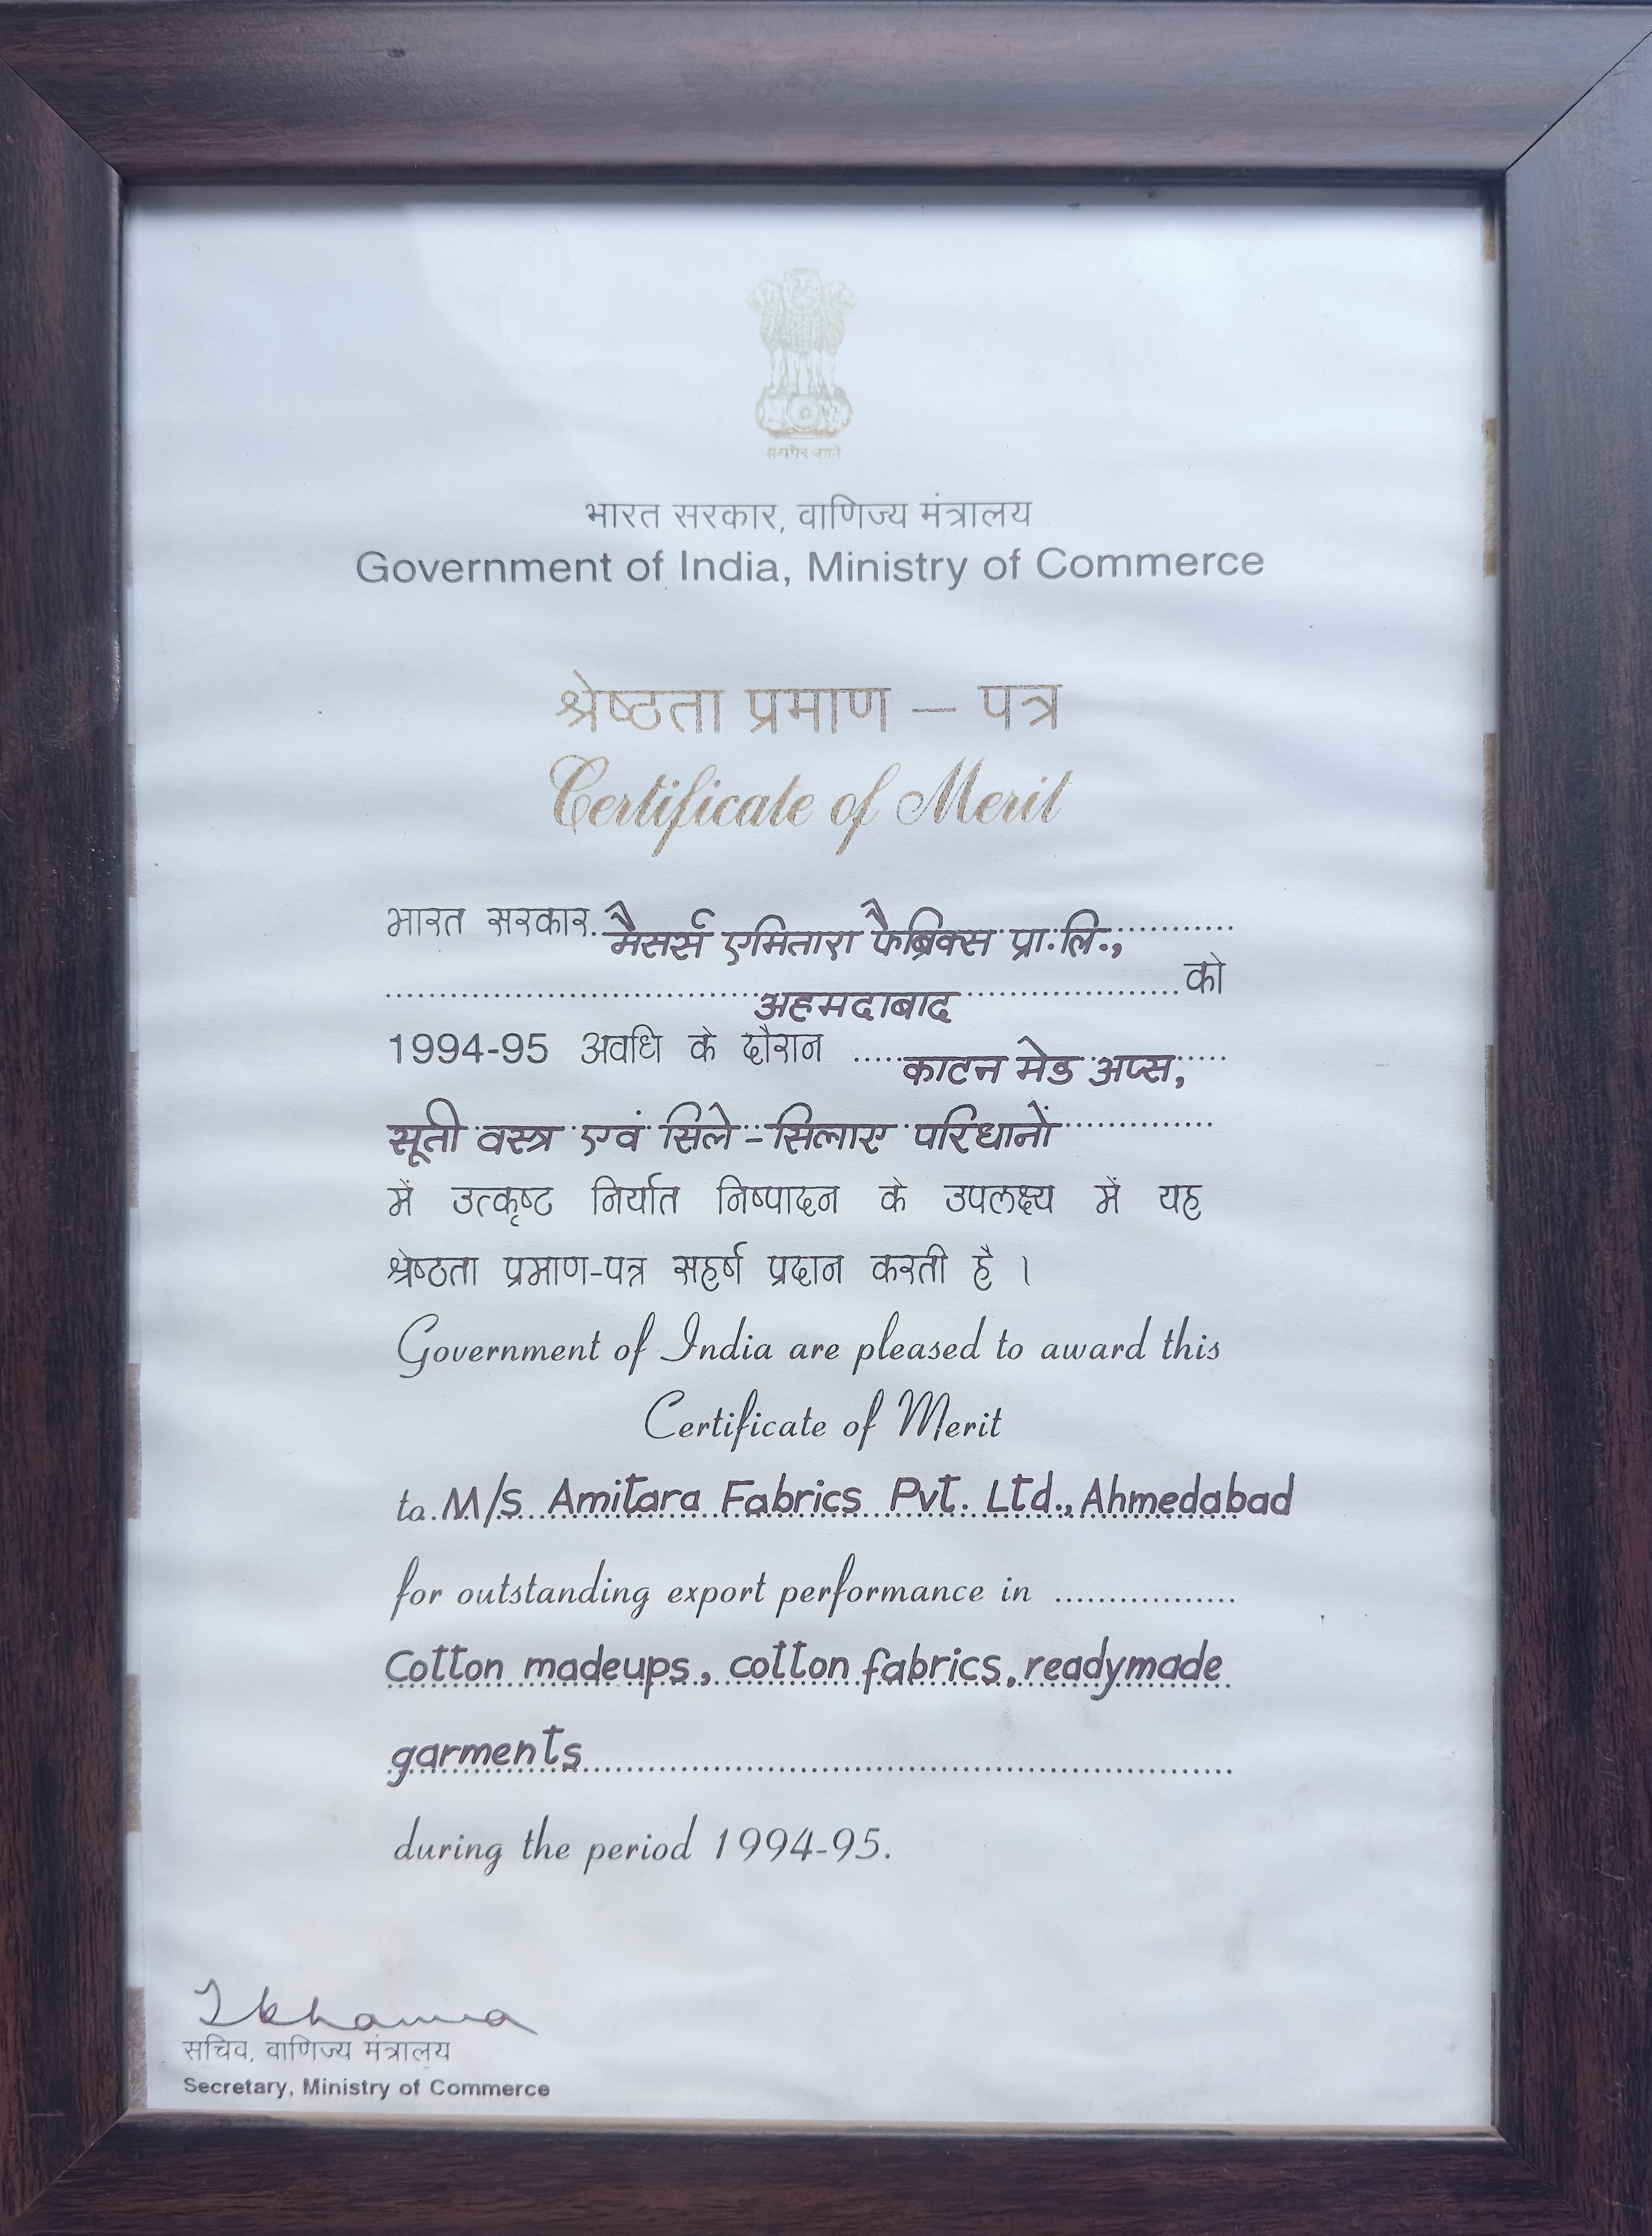 सत्यमेव जयते
भारत सरकार, वाणिज्य मंत्रालय
Government of India, Ministry of Commerce
श्रेष्ठता प्रमाण – पत्र
Certificate of Merit
भारत सरकार. मैसर्स एमितारा फैब्रिक्स प्रा.लि.,
अहमदाबाद को
1994-95 अवधि के दौरान काटन मेड अप्स,
सूती वस्त्र एवं सिले-सिलाए परिधानों
में उत्कृष्ट निर्यात निष्पादन के उपलक्ष्य में यह
श्रेष्ठता प्रमाण-पत्र सहर्ष प्रदान करती है ।
Government of India are pleased to award this
Certificate of Merit
to M/s Amitara Fabrics Pvt. Ltd., Ahmedabad
for outstanding export performance in
Cotton madeups, cotton fabrics, readymade
garments
during the period 1994-95.
सचिव, वाणिज्य मंत्रालय
Secretary, Ministry of Commerce